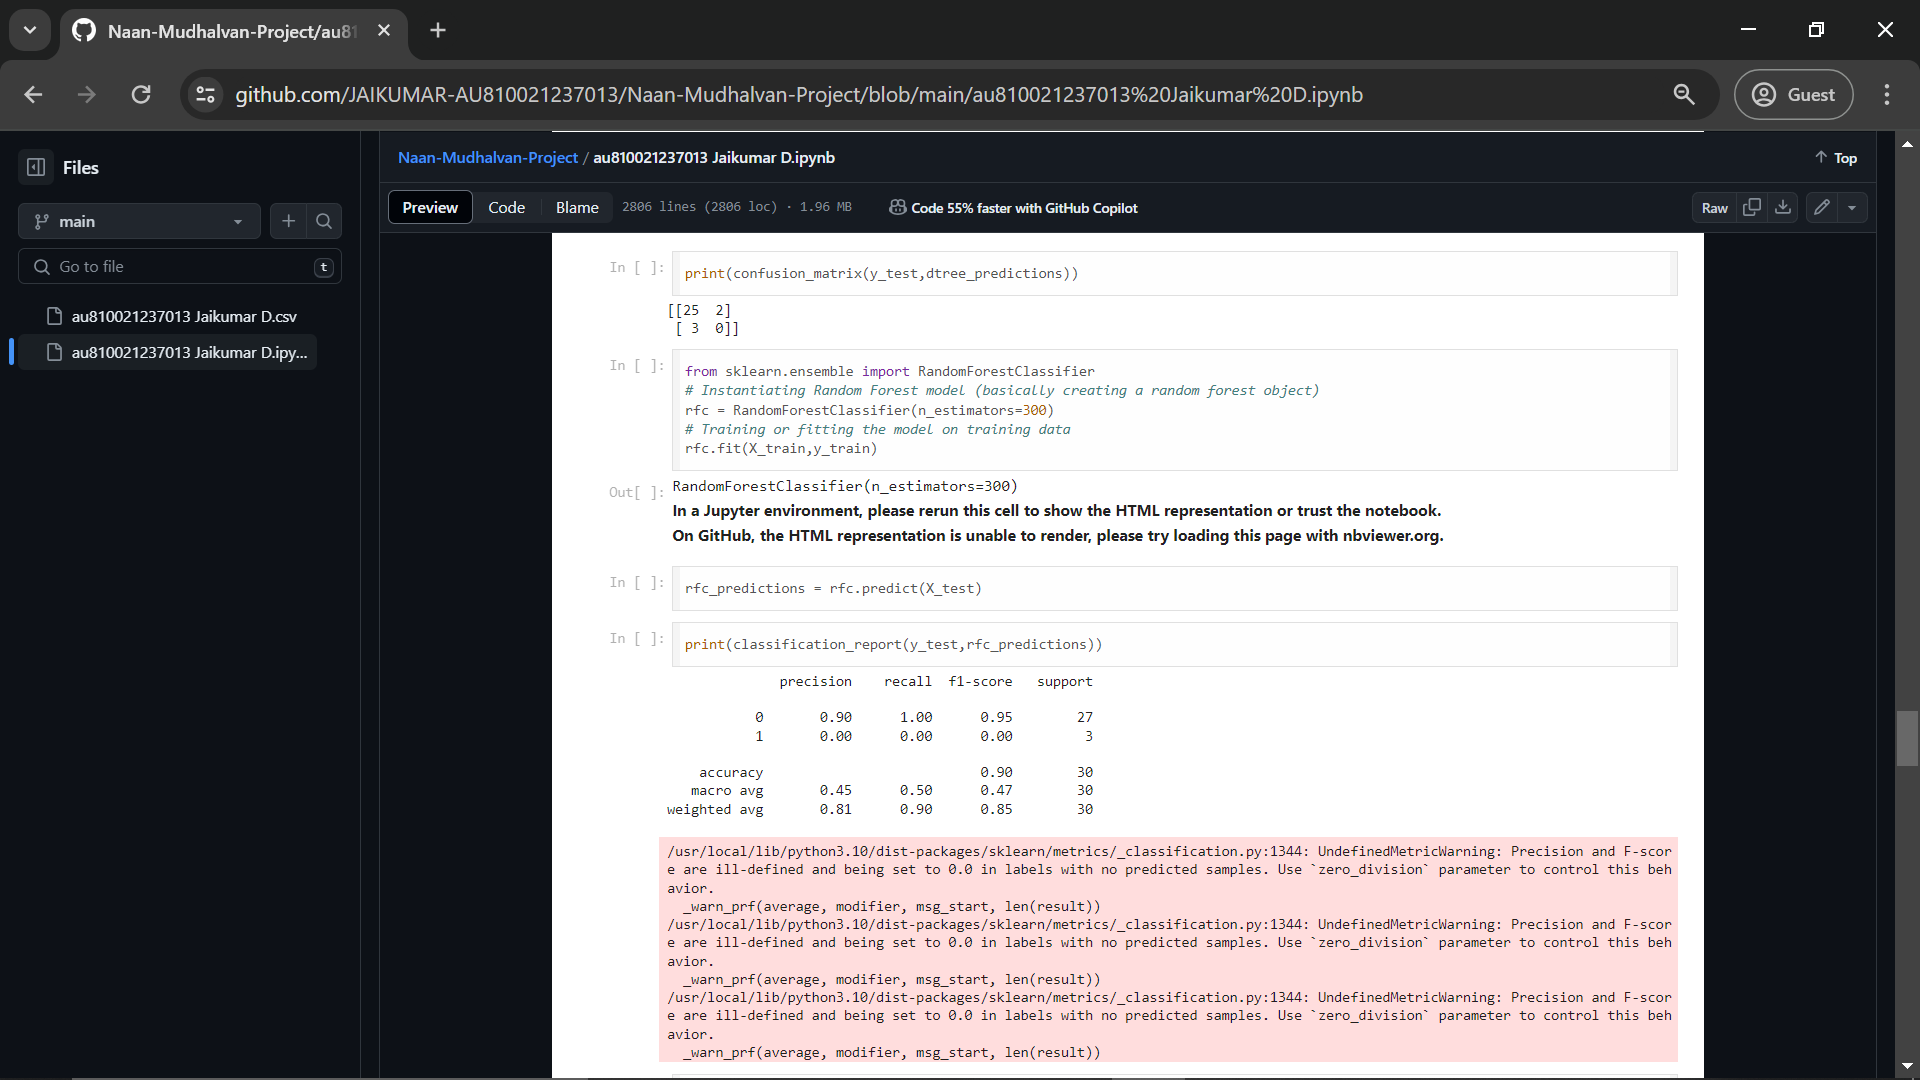 Naan-Mudhalvan-Project/au81
github.com/JAIKUMAR-AU810021237013/Naan-Mudhalvan-Project/blob/main/au810021237013%20Jaikumar%20D.ipynb
Guest
Files
main
Go to file
t
au810021237013 Jaikumar D.csv
au810021237013 Jaikumar D.ipy...
Naan-Mudhalvan-Project / au810021237013 Jaikumar D.ipynb
Top
Preview
Code
Blame
2806 lines (2806 loc) · 1.96 MB
Code 55% faster with GitHub Copilot
Raw
In [ ]: print(confusion_matrix(y_test,dtree_predictions))
[[25  2]
 [ 3  0]]
In [ ]: from sklearn.ensemble import RandomForestClassifier
# Instantiating Random Forest model (basically creating a random forest object)
rfc = RandomForestClassifier(n_estimators=300)
# Training or fitting the model on training data
rfc.fit(X_train,y_train)
Out[ ]: RandomForestClassifier(n_estimators=300)
In a Jupyter environment, please rerun this cell to show the HTML representation or trust the notebook.
On GitHub, the HTML representation is unable to render, please try loading this page with nbviewer.org.
In [ ]: rfc_predictions = rfc.predict(X_test)
In [ ]: print(classification_report(y_test,rfc_predictions))
precision    recall  f1-score   support
0       0.90      1.00      0.95        27
1       0.00      0.00      0.00         3
accuracy                           0.90        30
macro avg       0.45      0.50      0.47        30
weighted avg       0.81      0.90      0.85        30
/usr/local/lib/python3.10/dist-packages/sklearn/metrics/_classification.py:1344: UndefinedMetricWarning: Precision and F-scor
e are ill-defined and being set to 0.0 in labels with no predicted samples. Use `zero_division` parameter to control this beh
avior.
  _warn_prf(average, modifier, msg_start, len(result))
/usr/local/lib/python3.10/dist-packages/sklearn/metrics/_classification.py:1344: UndefinedMetricWarning: Precision and F-scor
e are ill-defined and being set to 0.0 in labels with no predicted samples. Use `zero_division` parameter to control this beh
avior.
  _warn_prf(average, modifier, msg_start, len(result))
/usr/local/lib/python3.10/dist-packages/sklearn/metrics/_classification.py:1344: UndefinedMetricWarning: Precision and F-scor
e are ill-defined and being set to 0.0 in labels with no predicted samples. Use `zero_division` parameter to control this beh
avior.
  _warn_prf(average, modifier, msg_start, len(result))